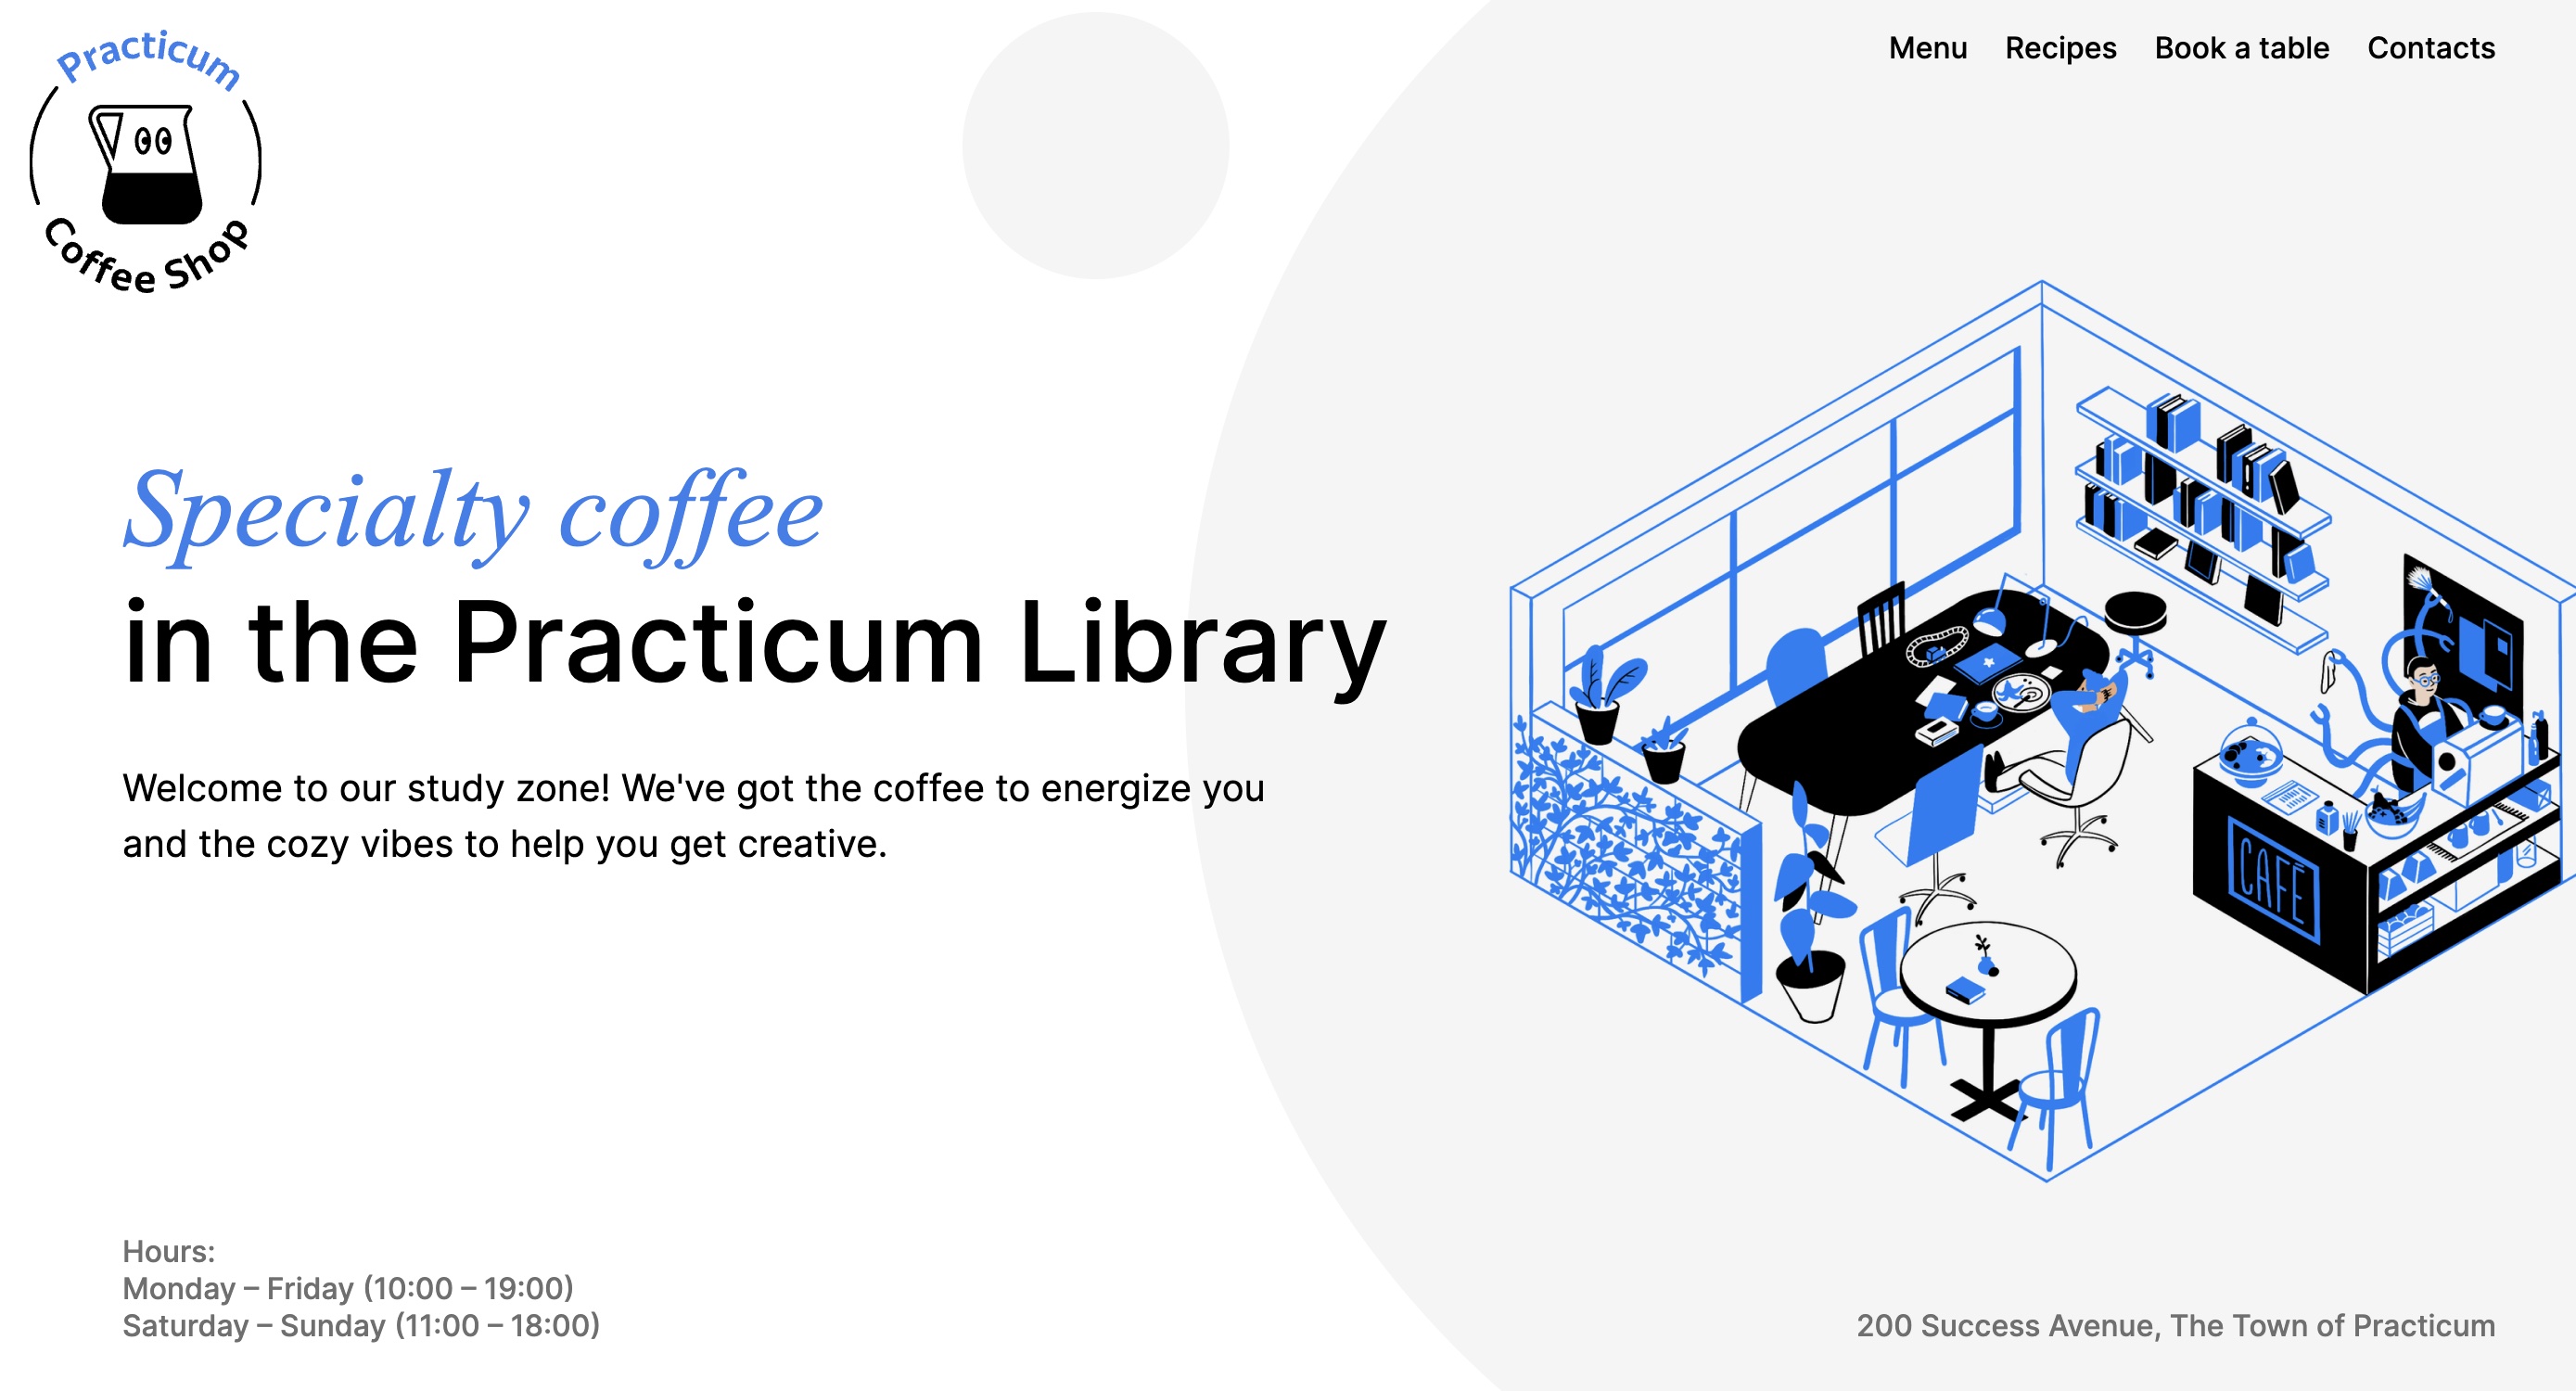 Practicum
Coffee Shop
Menu Recipes Book a table Contacts
Specialty coffee
in the Practicum Library
Welcome to our study zone! We've got the coffee to energize you
and the cozy vibes to help you get creative.
CAFE
Hours:
Monday – Friday (10:00 – 19:00)
Saturday – Sunday (11:00 – 18:00)
200 Success Avenue, The Town of Practicum